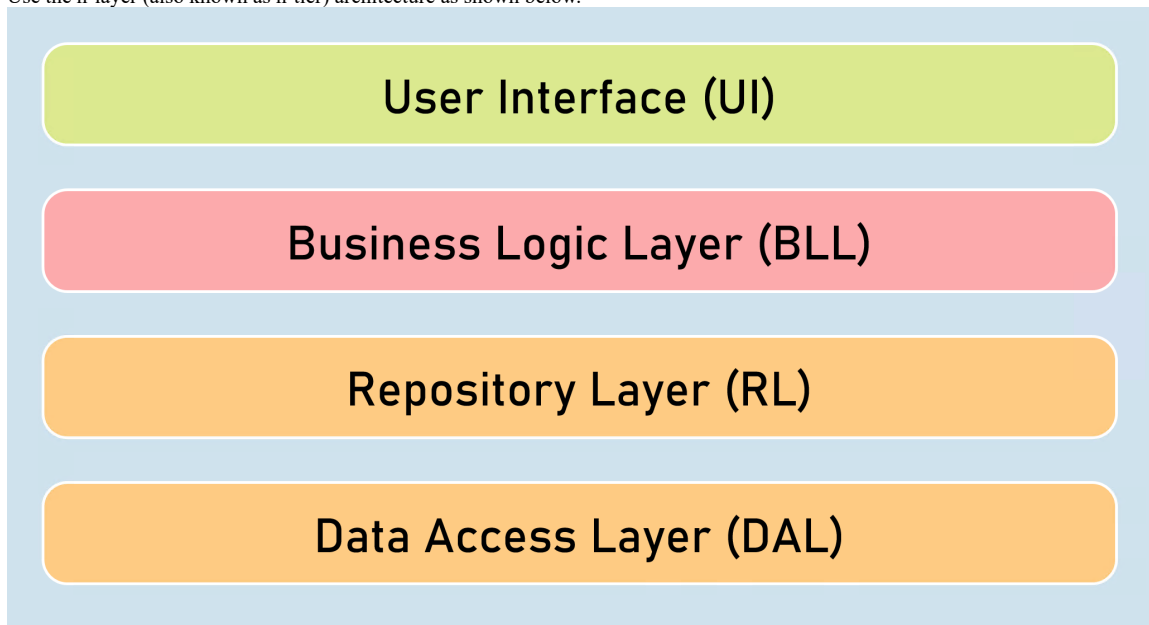 Use the n-layer (also known as n-tier) architecture as shown below.
User Interface (UI)
Business Logic Layer (BLL)
Repository Layer (RL)
Data Access Layer (DAL)